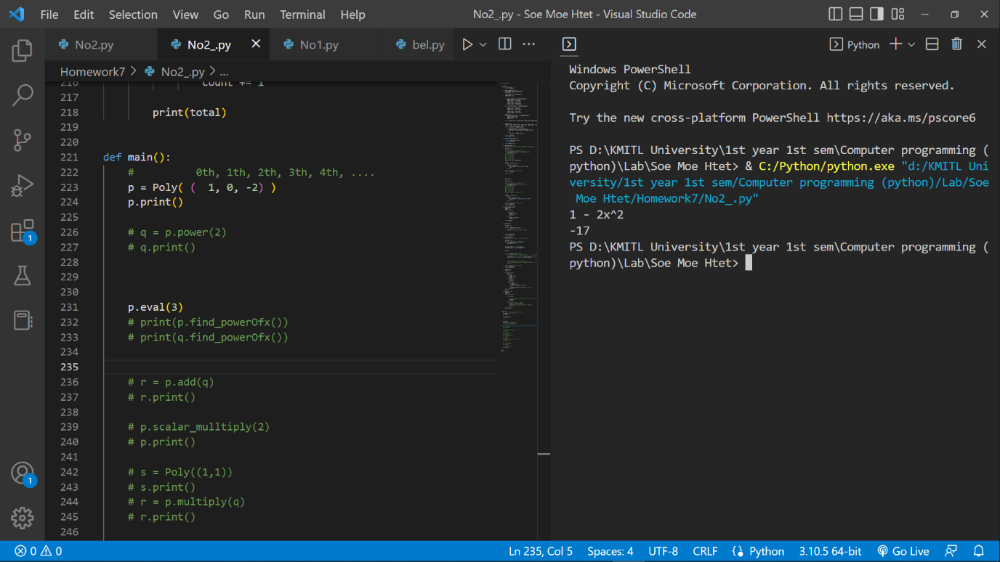 File Edit Selection View Go Run Terminal Help No2_.py - Soe Moe Htet - Visual Studio Code
No2.py No2_.py No1.py bel.py
Homework7 > No2_.py > ...
216 count += 1
217
218 print(total)
219
220
221 def main():
222 # 0th, 1th, 2th, 3th, 4th, ....
223 p = Poly( ( 1, 0, -2) )
224 p.print()
225
226 # q = p.power(2)
227 # q.print()
228
229
230
231 p.eval(3)
232 # print(p.find_powerOfx())
233 # print(q.find_powerOfx())
234
235
236 # r = p.add(q)
237 # r.print()
238
239 # p.scalar_mulltiply(2)
240 # p.print()
241
242 # s = Poly((1,1))
243 # s.print()
244 # r = p.multiply(q)
245 # r.print()
246
Python
Windows PowerShell
Copyright (C) Microsoft Corporation. All rights reserved.
Try the new cross-platform PowerShell https://aka.ms/pscore6
PS D:\KMITL University\1st year 1st sem\Computer programming (
python)\Lab\Soe Moe Htet> & C:/Python/python.exe "d:/KMITL Uni
versity/1st year 1st sem/Computer programming (python)/Lab/Soe
Moe Htet/Homework7/No2_.py"
1 - 2x^2
-17
PS D:\KMITL University\1st year 1st sem\Computer programming (
python)\Lab\Soe Moe Htet>
1
1
0 0 Ln 235, Col 5 Spaces: 4 UTF-8 CRLF Python 3.10.5 64-bit Go Live